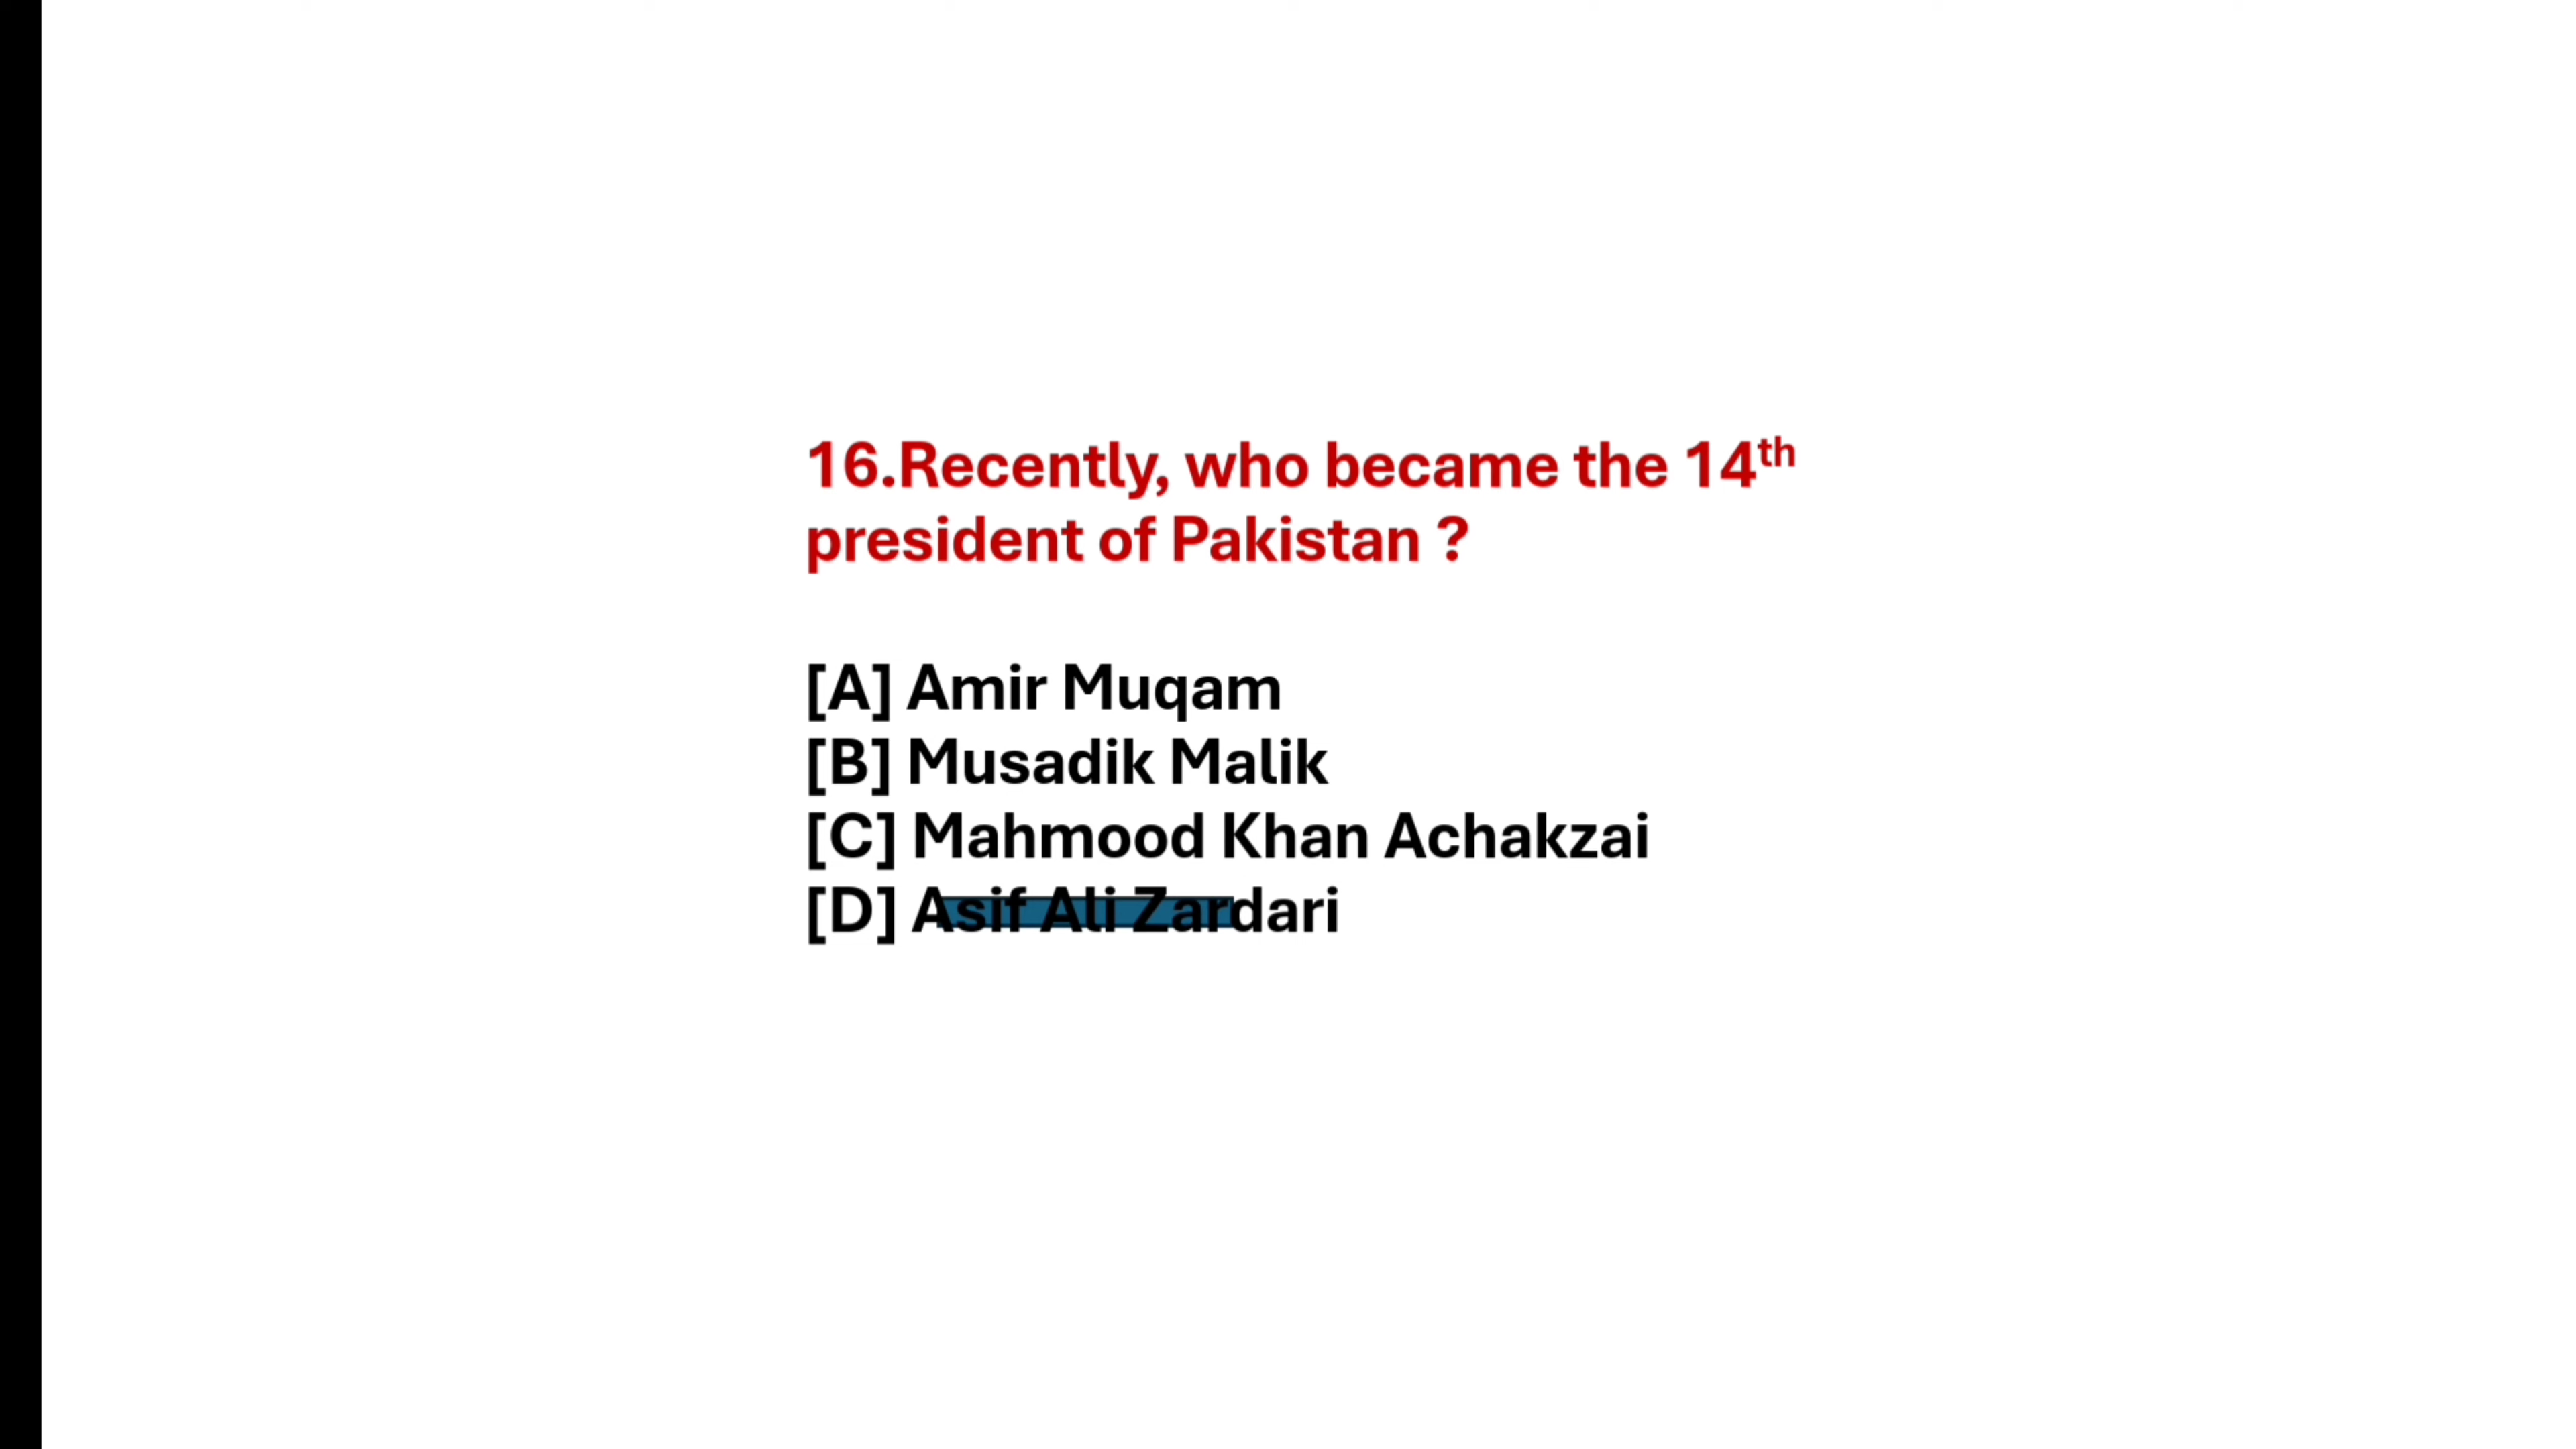 16.Recently, who became the 14th
president of Pakistan ?
[A] Amir Muqam
[B] Musadik Malik
[C] Mahmood Khan Achakzai
[D] Asif Ali Zardari